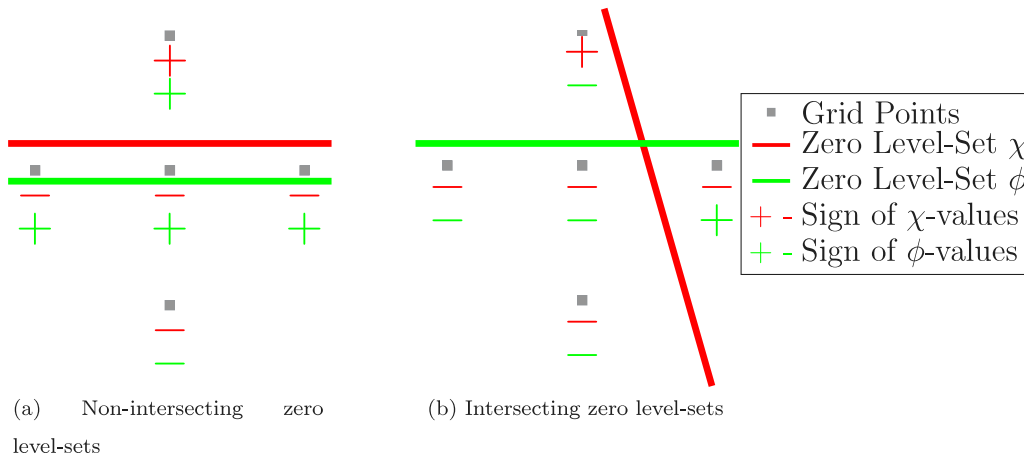 Grid Points
Zero Level-Set χ
Zero Level-Set ϕ
+ - Sign of χ-values
+ - Sign of ϕ-values
(a) Non-intersecting zero
level-sets
(b) Intersecting zero level-sets